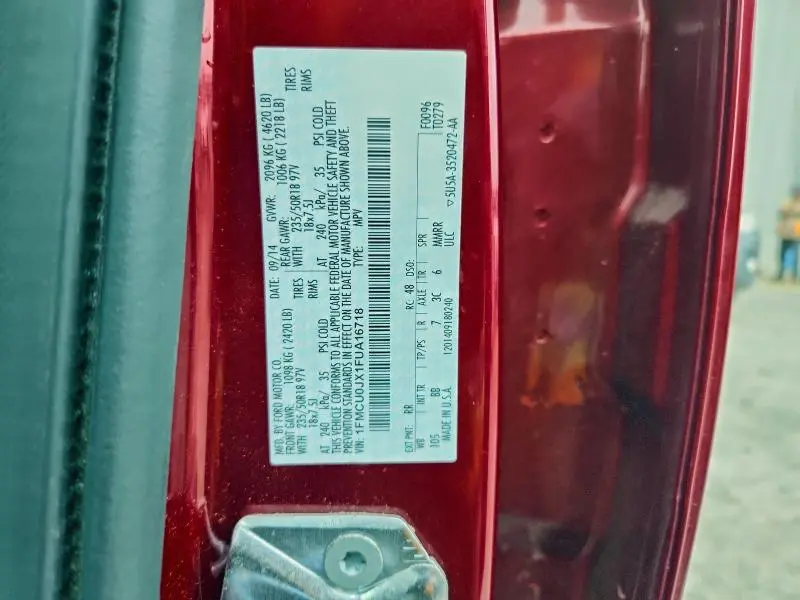 MFD. BY FORD MOTOR CO. DATE: 09/14 GVWR: 2096 KG (4620 LB)
FRONT GAWR: 1098 KG (2420 LB) REAR GAWR: 1006 KG (2218 LB)
WITH 235/50R18 97V TIRES WITH 235/50R18 97V TIRES
18x7.5J RIMS 18x7.5J RIMS
AT 240 kPa/ 35 PSI COLD AT 240 kPa/ 35 PSI COLD
THIS VEHICLE CONFORMS TO ALL APPLICABLE FEDERAL MOTOR VEHICLE SAFETY AND THEFT
PREVENTION STANDARDS IN EFFECT ON THE DATE OF MANUFACTURE SHOWN ABOVE.
VIN: 1FMCU0JX1FUA16718 TYPE: MPV
EXT PNT: RR RC: 48 DSO: F0096
WB INT TR TP/PS R AXLE TR SPR T0279
105 BB 7 3C 6 MMRR
ULC 5U5A-3520472-AA
MADE IN U.S.A. 1201409180240